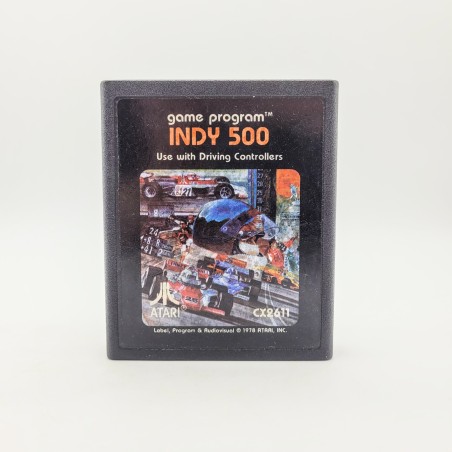 game program™
INDY 500
Use with Driving Controllers
ATARI
CX2611
Label, Program & Audiovisual © 1978 ATARI, INC.